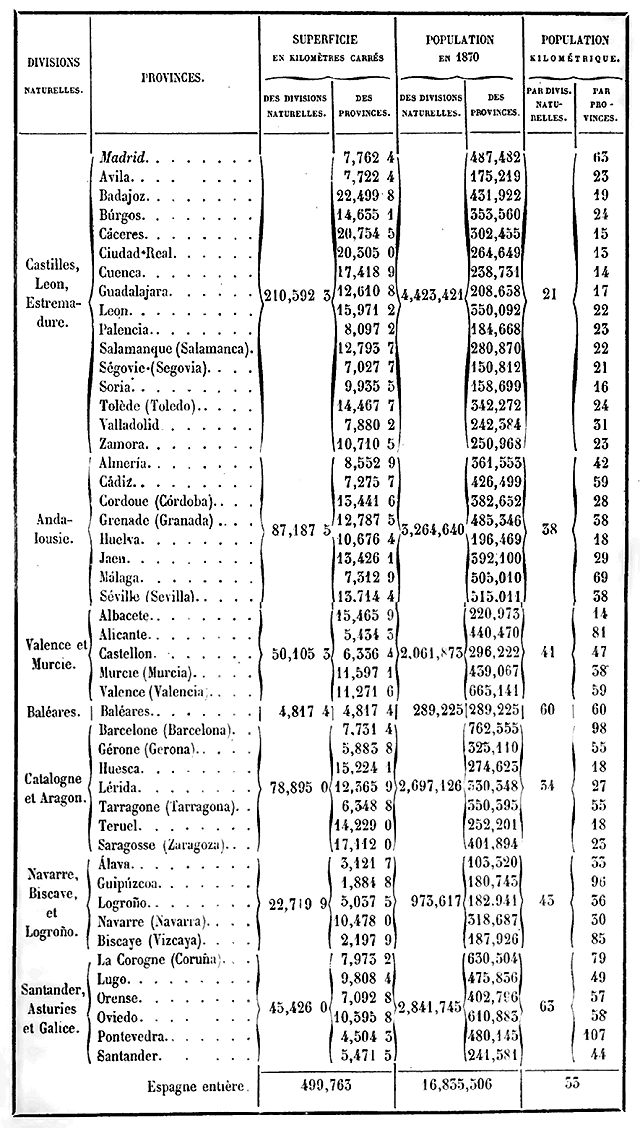 SUPERFICIE POPULATION POPULATION
DIVISIONS EN KILOMÈTRES CARRÉS EN 1870 KILOMÉTRIQUE.
NATURELLES. PROVINCES. DES DIVISIONS DES DES DIVISIONS DES PAR DIVIS. PAR
NATURELLES. PROVINCES. NATURELLES. PROVINCES. NATU- PRO-
RELLES. VINCES.
Madrid. . . . . . . . 7,762 4 487,482 63
Avila. . . . . . . . 7,722 4 175,219 23
Badajoz. . . . . . . 22,499 8 431,922 19
Búrgos. . . . . . . 14,635 1 353,560 24
Cáceres. . . . . . . 20,754 5 302,455 15
Ciudad-Real. . . . . . 20,305 0 264,649 13
Castilles, Cuenca. . . . . . . 17,418 9 238,731 14
Leon, Guadalajara. . . . . . 210,592 3 12,610 8 4,423,421 208,638 21 17
Estrema- Leon. . . . . . . . 15,971 2 350,092 22
dure. Palencia. . . . . . . 8,097 2 184,668 23
Salamanque (Salamanca). 12,793 7 280,870 22
Ségovie (Segovia). . . . 7,027 7 150,812 21
Soria. . . . . . . . 9,935 5 158,699 16
Tolède (Toledo). . . . . 14,467 7 342,272 24
Valladolid . . . . . . 7,880 2 242,384 31
Zamora. . . . . . . 10,710 5 250,968 23
Almería. . . . . . . 8,552 9 361,553 42
Cádiz. . . . . . . . 7,275 7 426,499 59
Cordoue (Córdoba). . . . 13,441 6 382,652 28
Anda- Grenade (Granada) . . . . 87,187 5 12,787 5 3,264,640 485,346 38 38
lousie. Huelva. . . . . . . 10,676 4 196,469 18
Jaen. . . . . . . . 13,426 1 392,100 29
Málaga. . . . . . . 7,312 9 505,010 69
Séville (Sevilla). . . . . 13,714 4 515,011 38
Albacete. . . . . . . 15,465 9 220,973 14
Alicante. . . . . . . 5,434 3 440,470 81
Valence et Castellon. . . . . . . 50,105 3 6,336 4 2,061,873 296,222 41 47
Murcie. Murcie (Murcia). . . . . 11,597 1 439,067 38
Valence (Valencia). . . . 11,271 6 665,141 59
Baléares. Baléares. . . . . . . 4,817 4 4,817 4 289,225 289,225 60 60
Barcelone (Barcelona). . 7,731 4 762,555 98
Gérone (Gerona). . . . . 5,883 8 325,110 55
Huesca. . . . . . . 15,224 1 274,623 18
Catalogne Lérida. . . . . . . . 78,895 0 12,365 9 2,697,126 330,348 34 27
et Aragon. Tarragone (Tarragona). . 6,348 8 350,395 55
Teruel. . . . . . . . 14,229 0 252,201 18
Saragosse (Zaragoza). . . 17,112 0 401,894 23
Álava. . . . . . . . 3,121 7 103,320 33
Navarre, Guipúzcoa. . . . . . 1,884 8 180,743 96
Biscaye, Logroño. . . . . . . 22,719 9 5,037 5 973,617 182,941 43 36
et Navarre (Navarra). . . . 10,478 0 318,687 30
Logroño. Biscaye (Vizcaya). . . . 2,197 9 187,926 85
La Corogne (Coruña). . . 7,973 2 630,504 79
Lugo. . . . . . . . 9,808 4 475,836 49
Santander, Orense. . . . . . . 7,092 8 402,796 57
Asturies Oviedo. . . . . . . 45,426 0 10,595 8 2,841,745 610,883 63 58
et Galice. Pontevedra. . . . . . 4,504 3 480,145 107
Santander. . . . . . 5,471 5 241,581 44
Espagne entière. 499,763 16,835,506 33